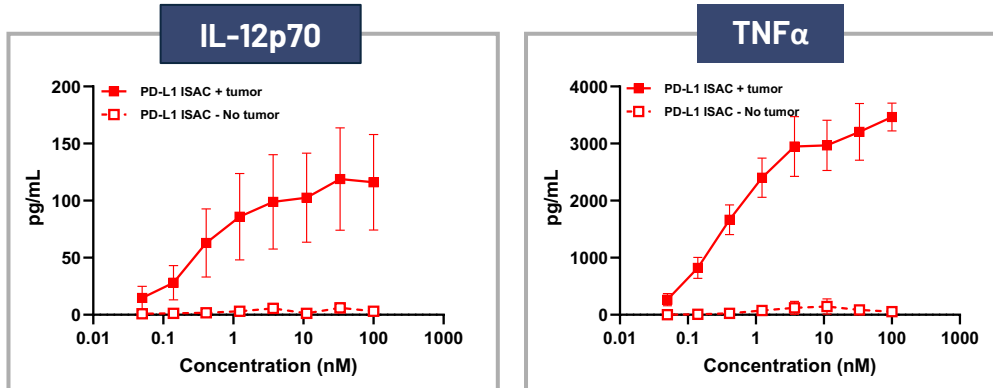 IL-12p70
PD-L1 ISAC + tumor
PD-L1 ISAC - No tumor
200
150
100
50
0
pg/mL
0.01 0.1 1 10 100 1000
Concentration (nM)
TNFα
PD-L1 ISAC + tumor
PD-L1 ISAC - No tumor
4000
3000
2000
1000
0
pg/mL
0.01 0.1 1 10 100 1000
Concentration (nM)